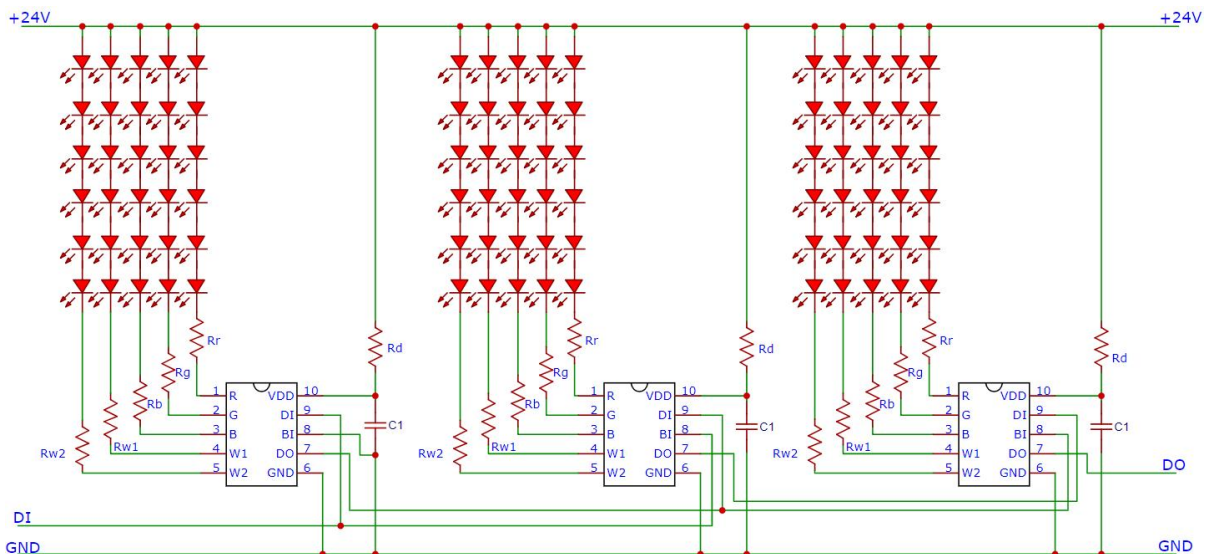 +24V +24V
Rr Rr Rr
Rd Rd Rd
Rg Rg Rg
Rb Rb Rb
1 R VDD 10 1 R VDD 10 1 R VDD 10
2 G DI 9 2 G DI 9 2 G DI 9
C1 C1 C1
3 B BI 8 3 B BI 8 3 B BI 8
Rw1 Rw1 Rw1
4 W1 DO 7 4 W1 DO 7 4 W1 DO 7
Rw2 Rw2 Rw2
5 W2 GND 6 5 W2 GND 6 5 W2 GND 6
DO
DI
GND GND